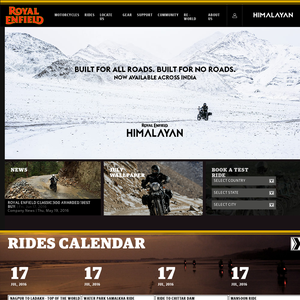 ROYAL ENFIELD
MOTORCYCLES RIDES LOCATE US GEAR SUPPORT COMMUNITY RE-WORLD ABOUT US
HIMALAYAN
BUILT FOR ALL ROADS. BUILT FOR NO ROADS.
NOW AVAILABLE ACROSS INDIA
ROYAL ENFIELD
HIMALAYAN
NEWS
ROYAL ENFIELD CLASSIC 500 AWARDED 'BEST BUY'
Company News / Thu, May 19, 2016
JULY WALLPAPER
BOOK A TEST RIDE
SELECT COUNTRY
SELECT STATE
SELECT CITY
RIDES CALENDAR
17 17 17 17
JUL, 2016 JUL, 2016 JUL, 2016 JUL, 2016
NAGPUR TO LADAKH - TOP OF THE WORLD
WATER PARK SAMALKHA RIDE
RIDE TO CHITTAR DAM
MANSOON RIDE